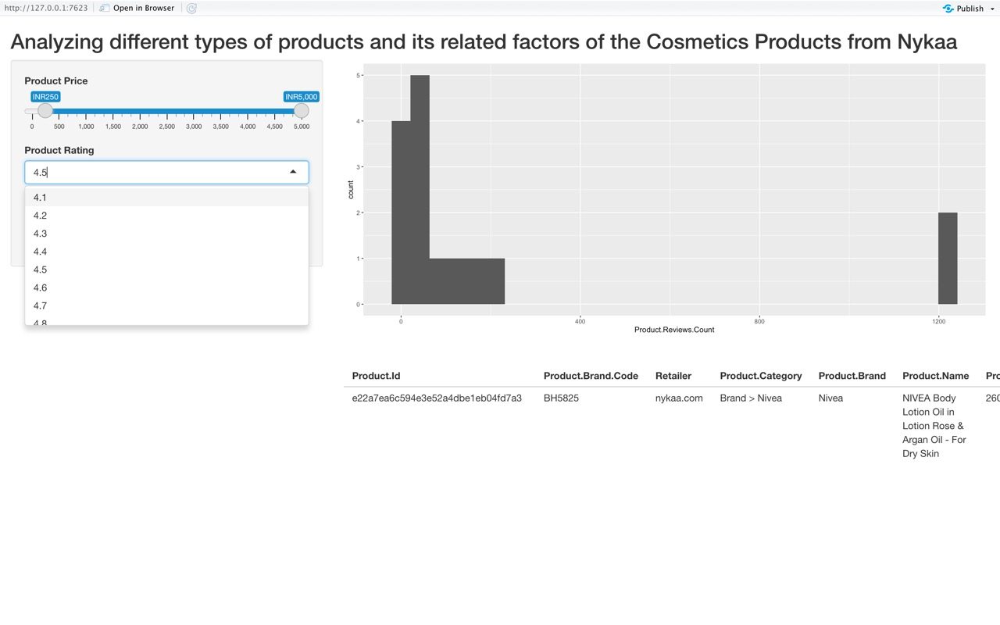 http://127.0.0.1:7623 Open in Browser Publish
Analyzing different types of products and its related factors of the Cosmetics Products from Nykaa
Product Price
INR250 INR5,000
0 500 1,000 1,500 2,000 2,500 3,000 3,500 4,000 4,500 5,000
Product Rating
4.5
4.1
4.2
4.3
4.4
4.5
4.6
4.7
4.8
5
4
3
2
1
0
count
0 400 800 1200
Product.Reviews.Count
Product.Id Product.Brand.Code Retailer Product.Category Product.Brand Product.Name Pro
e22a7ea6c594e3e52a4dbe1eb04fd7a3 BH5825 nykaa.com Brand > Nivea Nivea NIVEA Body 260
Lotion Oil in
Lotion Rose &
Argan Oil - For
Dry Skin